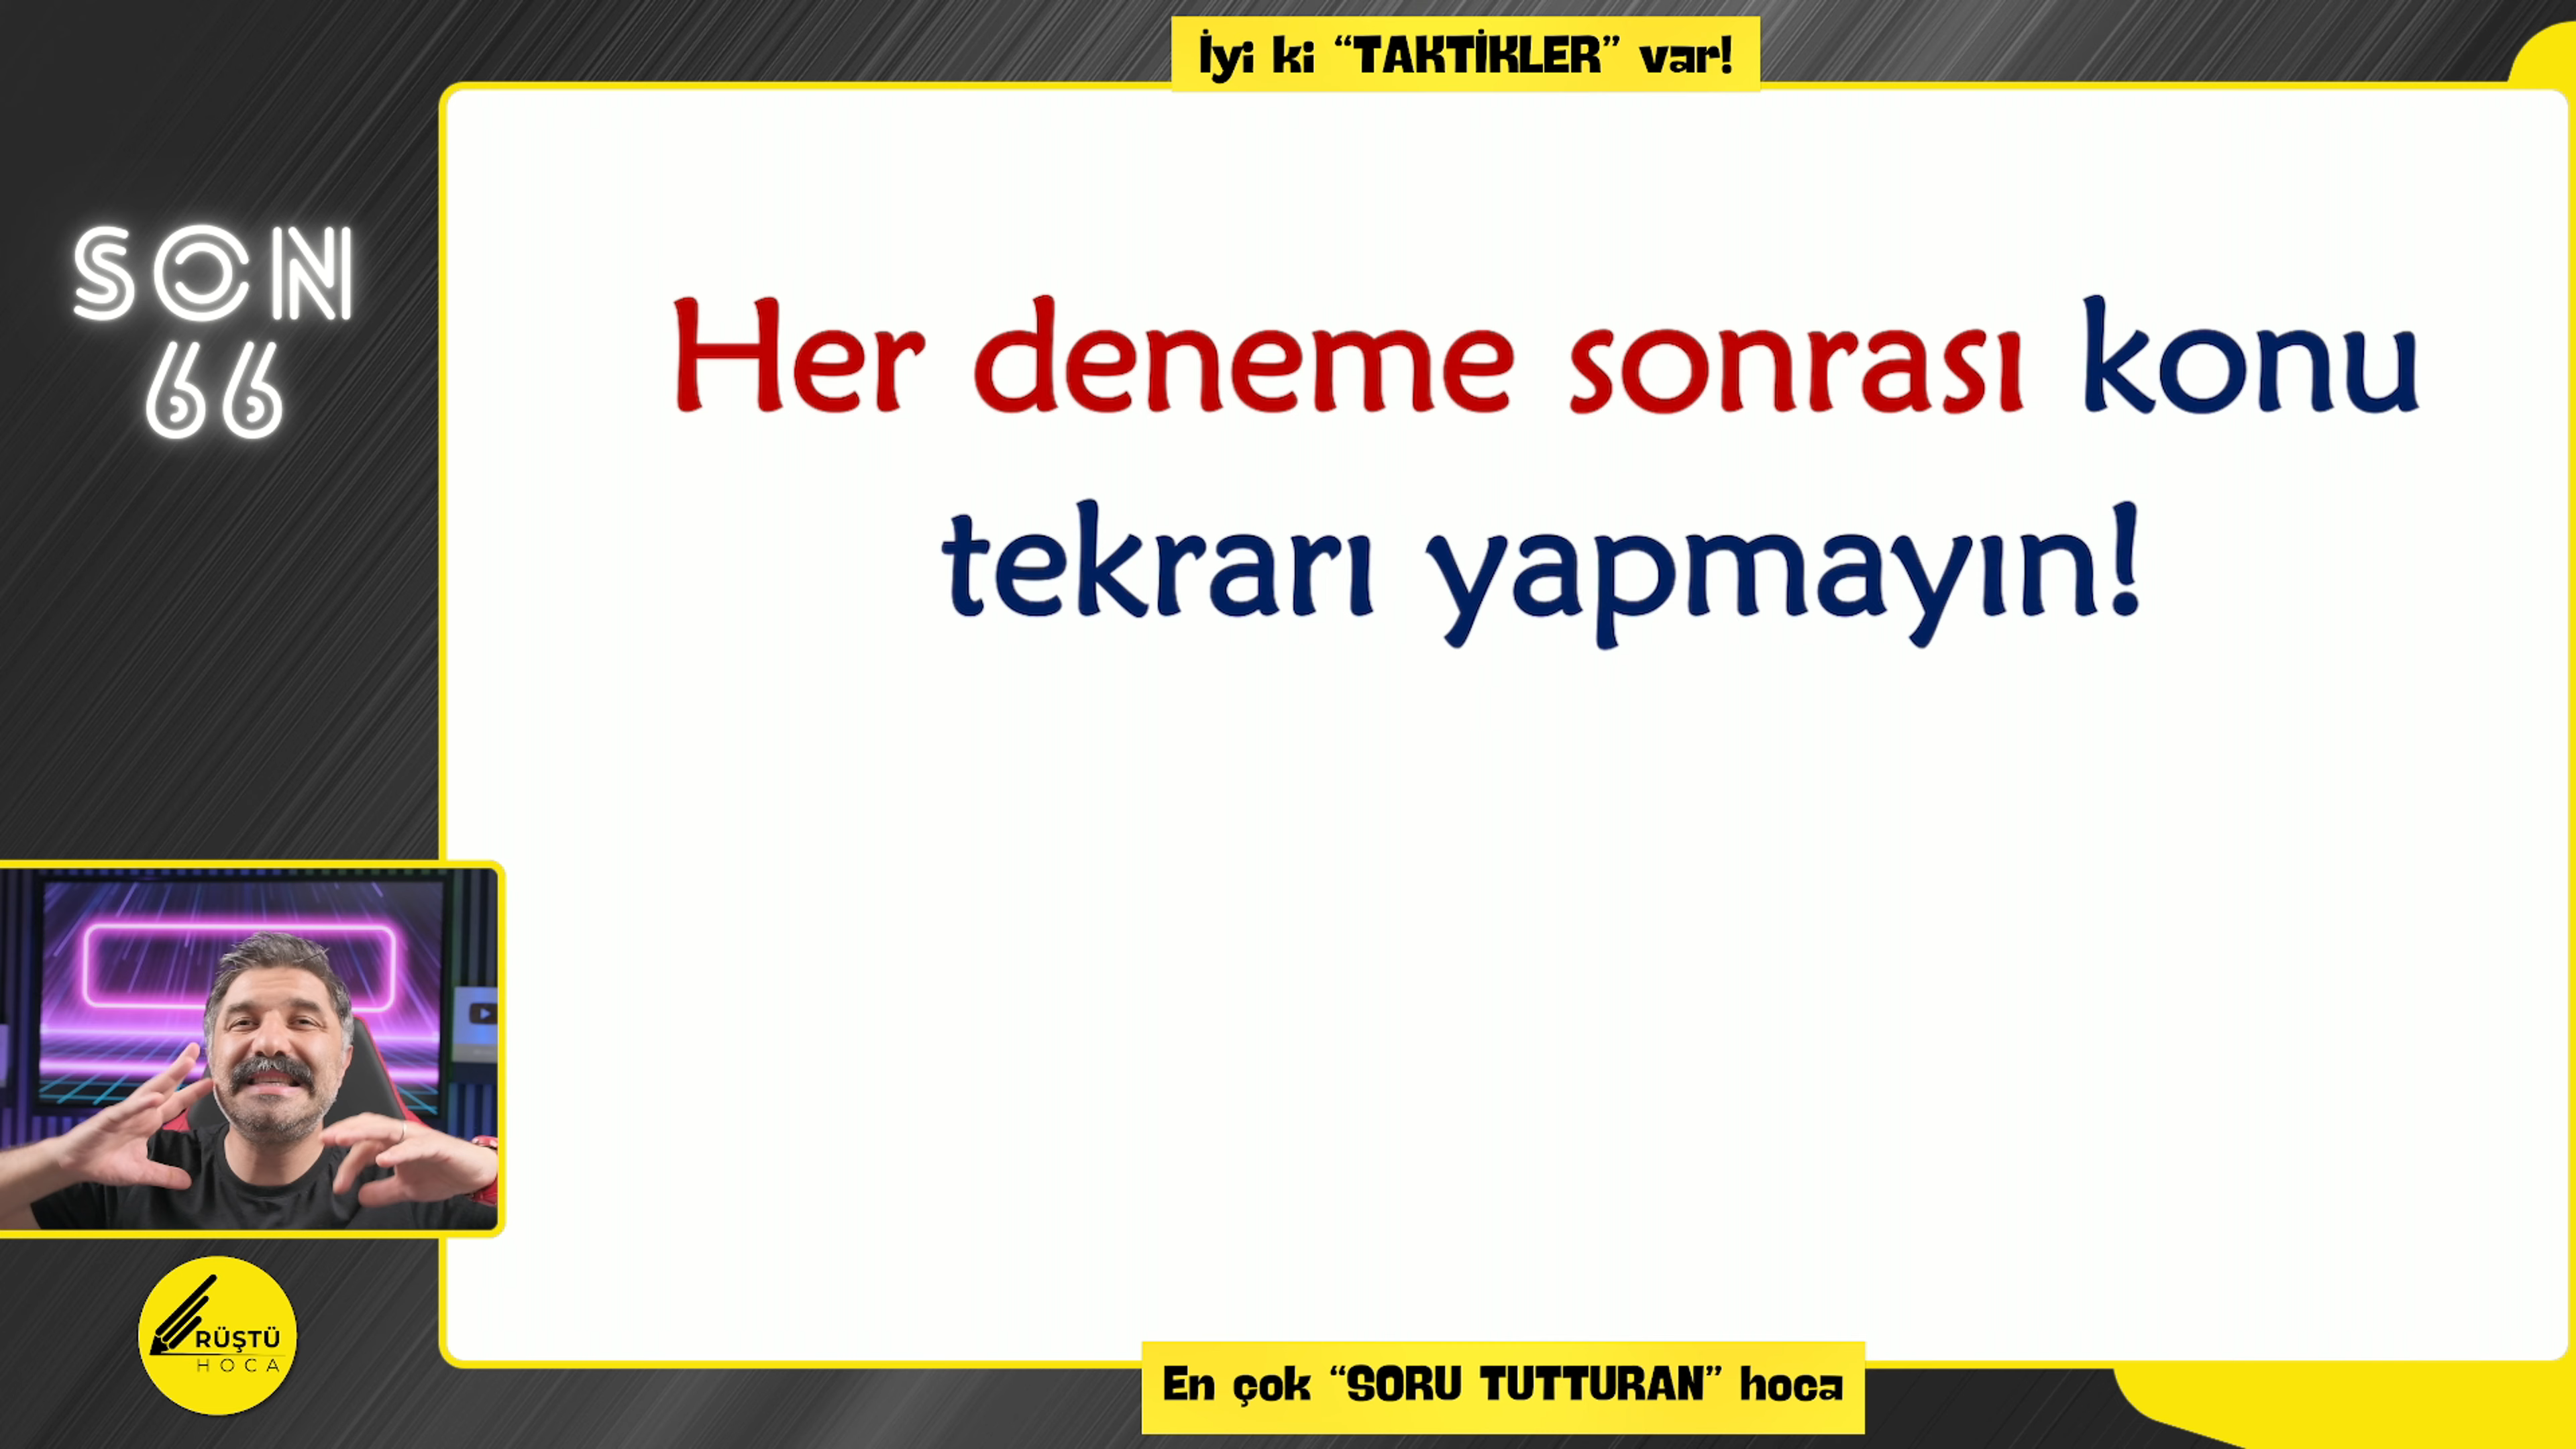 İyi ki “TAKTİKLER” var!
SON
66
Her deneme sonrası konu
tekrarı yapmayın!
RÜŞTÜ
HOCA
En çok “SORU TUTTURAN” hoca